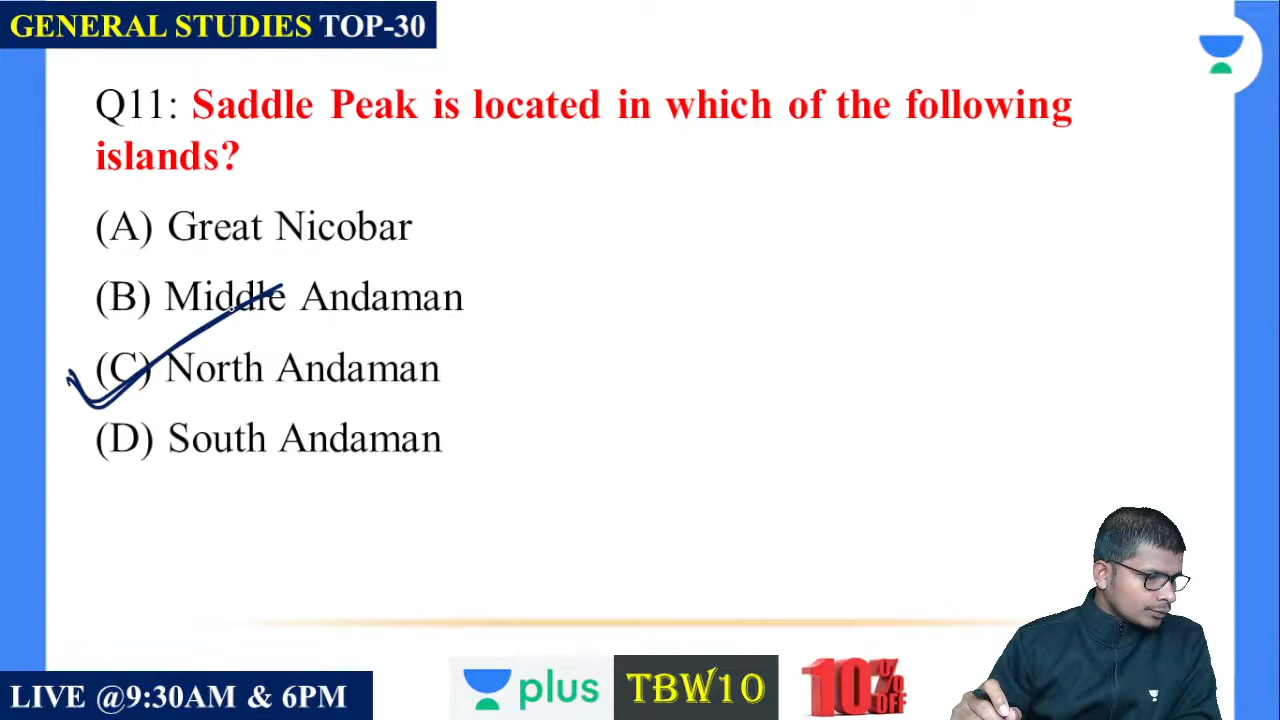 GENERAL STUDIES TOP-30
Q11: Saddle Peak is located in which of the following
islands?
(A) Great Nicobar
(B) Middle Andaman
(C) North Andaman
(D) South Andaman
LIVE @9:30AM & 6PM
plus
TBW10
10% OFF